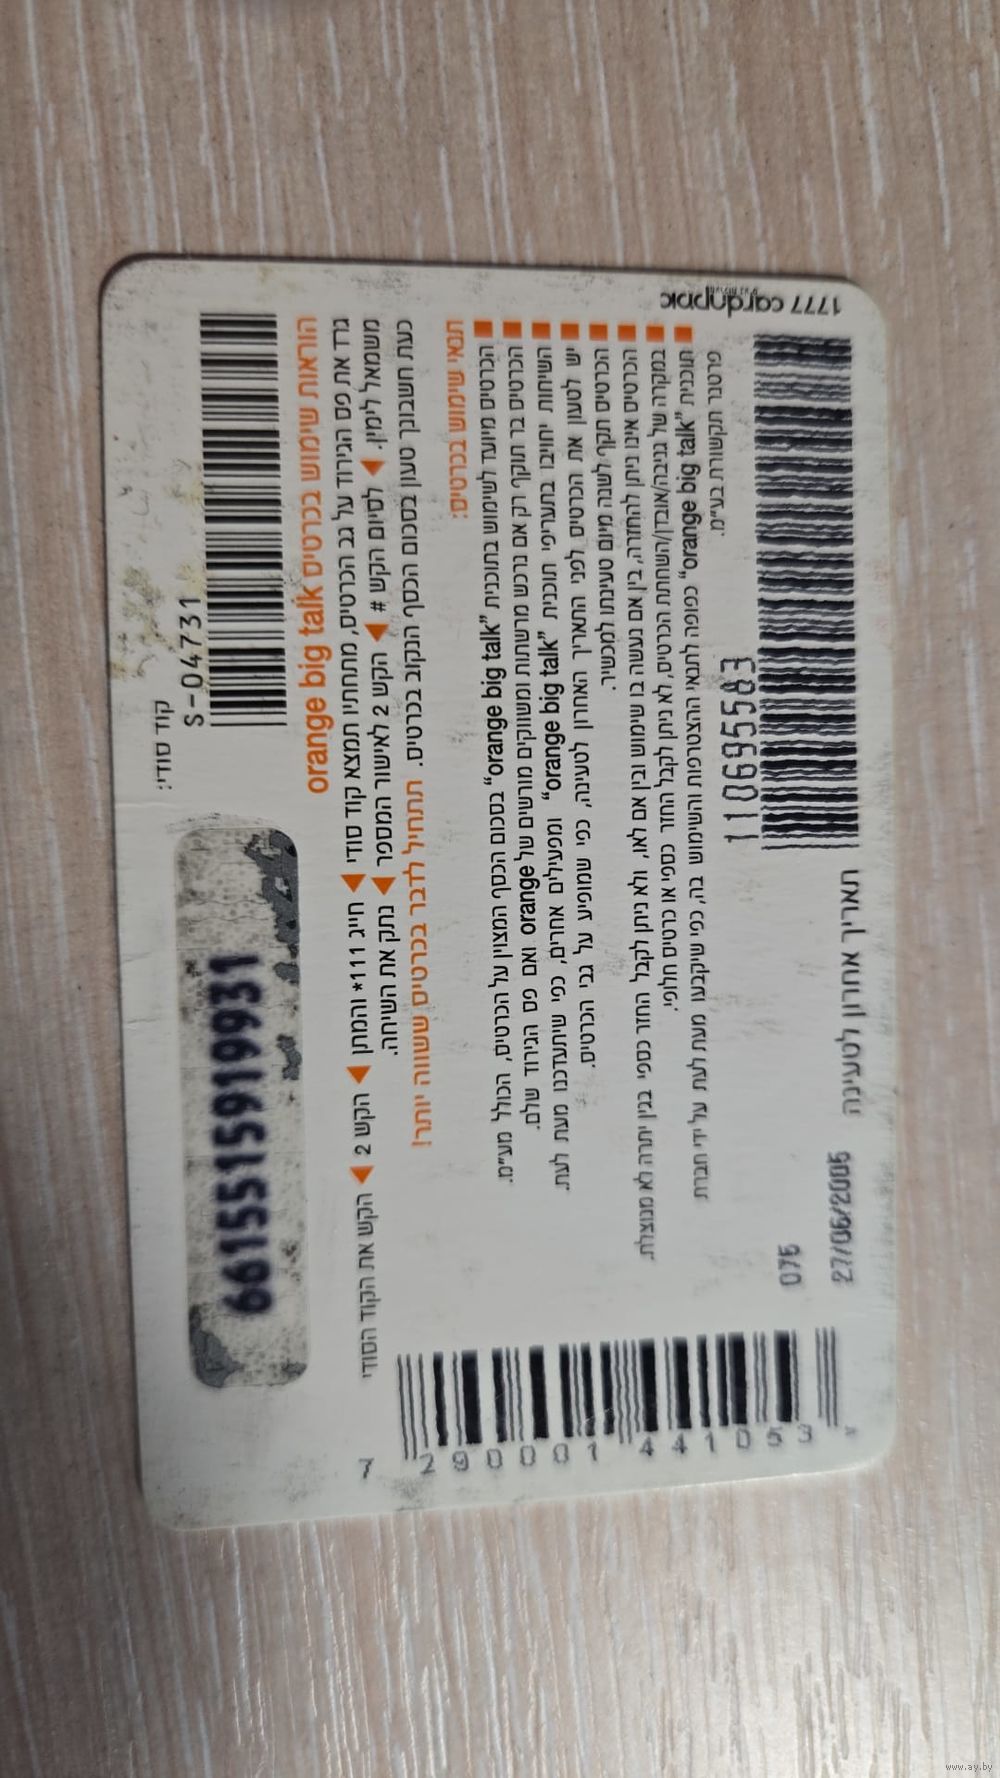 קוד סודי:
S-04731
6615515919931
הוראות שימוש בכרטיס orange big talk
גרד את פס הגירוד על גב הכרטיס, מתחתיו תמצא קוד סודי ◄ חייג 111* והמתן ◄ הקש 2 ◄ הקש את הקוד הסודי
משמאל לימין. ◄ לסיום הקש # ◄ הקש 2 לאישור המספר ◄ נתק את השיחה.
כעת חשבונך טעון בסכום הכסף הנקוב בכרטיס. תתחיל לדבר בכרטיס ששווה יותר!
תנאי שימוש בכרטיס:
הכרטיס מיועד לשימוש בתוכנית "orange big talk" בסכום הכסף המצוין על הכרטיס, הכולל מע"מ.
הכרטיס בר תוקף רק אם נרכש מרשתות ומשווקים מורשים של orange ואם פס הגירוד שלם.
השיחות יחויבו בתעריפי תוכנית "orange big talk" ומפעילים אחרים, כפי שיתעדכנו מעת לעת.
יש לטעון את הכרטיס לפני התאריך האחרון לטעינה, כפי שמופיע על גבי הכרטיס.
הכרטיס תקף לשנה מיום טעינתו למכשיר.
הכרטיס אינו ניתן להחזרה, בין אם נעשה בו שימוש ובין אם לאו, ולא ניתן לקבל החזר כספי בגין יתרה לא מנוצלת.
במקרה של גניבה/אובדן/השחתת הכרטיס, לא ניתן לקבל החזר כספי או כרטיס חלופי.
תוכנית "orange big talk" כפופה לתנאי ההצטרפות והשימוש בה, כפי שיקבעו מעת לעת על ידי חברת
פרטנר תקשורת בע"מ.
110695583
076
תאריך אחרון לטעינה 27/06/2006
1777 cardומטיק
7 290001 441053
www.ay.by